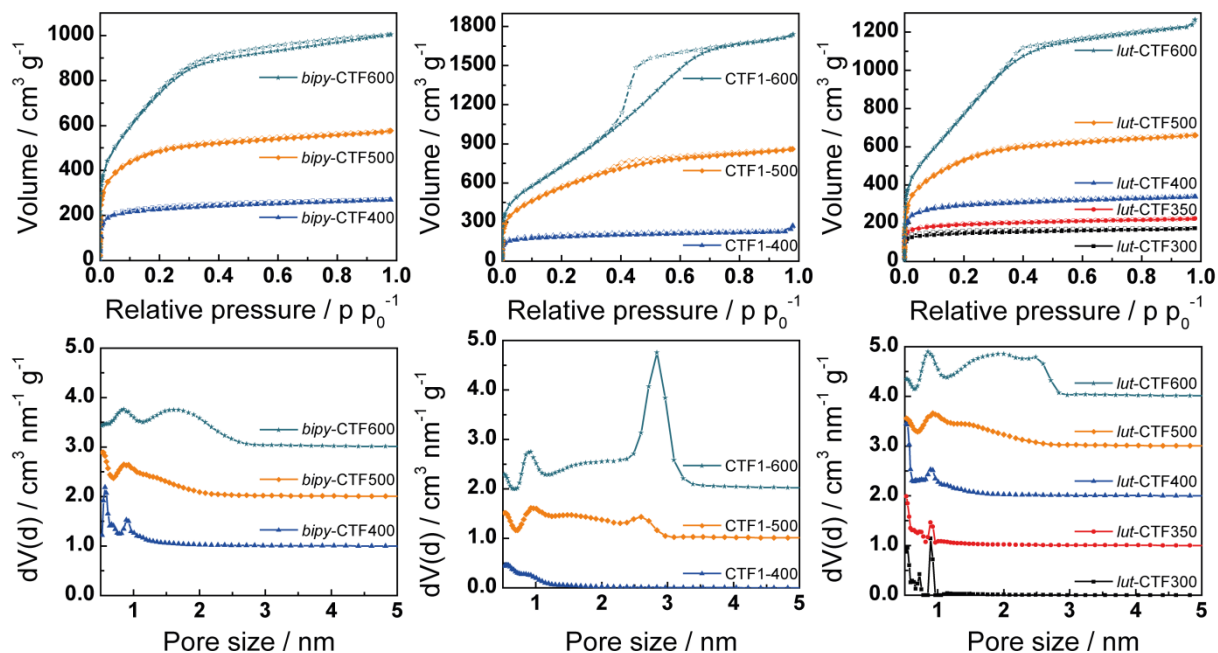 Volume / cm³ g⁻¹
1000
800
600
400
200
0
bipy-CTF600
bipy-CTF500
bipy-CTF400
0.0 0.2 0.4 0.6 0.8 1.0
Relative pressure / p p₀⁻¹
Volume / cm³ g⁻¹
1800
1500
1200
900
600
300
0
CTF1-600
CTF1-500
CTF1-400
0.0 0.2 0.4 0.6 0.8 1.0
Relative pressure / p p₀⁻¹
Volume / cm³ g⁻¹
1200
1000
800
600
400
200
0
lut-CTF600
lut-CTF500
lut-CTF400
lut-CTF350
lut-CTF300
0.0 0.2 0.4 0.6 0.8 1.0
Relative pressure / p p₀⁻¹
dV(d) / cm³ nm⁻¹ g⁻¹
5.0
4.0
3.0
2.0
1.0
0.0
bipy-CTF600
bipy-CTF500
bipy-CTF400
1 2 3 4 5
Pore size / nm
dV(d) / cm³ nm⁻¹ g⁻¹
5.0
4.0
3.0
2.0
1.0
0.0
CTF1-600
CTF1-500
CTF1-400
1 2 3 4 5
Pore size / nm
dV(d) / cm³ nm⁻¹ g⁻¹
5.0
4.0
3.0
2.0
1.0
0.0
lut-CTF600
lut-CTF500
lut-CTF400
lut-CTF350
lut-CTF300
1 2 3 4 5
Pore size / nm